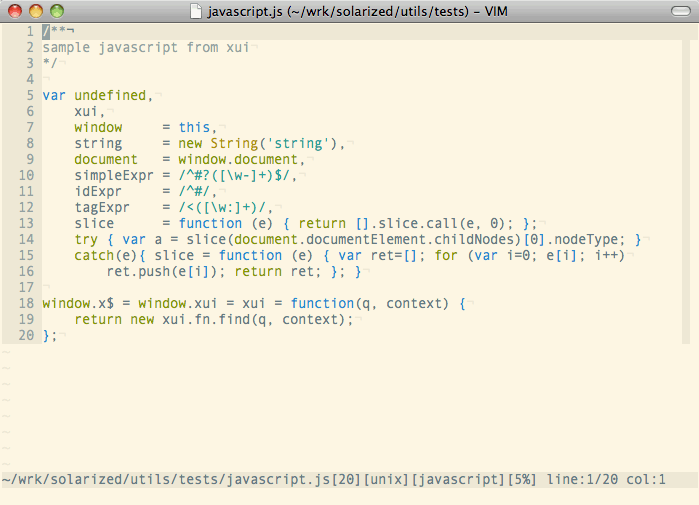 javascript.js (~/wrk/solarized/utils/tests) – VIM
1 /**¬
2 sample javascript from xui¬
3 */¬
4 ¬
5 var undefined,¬
6     xui,¬
7     window     = this,¬
8     string     = new String('string'),¬
9     document   = window.document,¬
10     simpleExpr = /^#?([\w-]+)$/,¬
11     idExpr     = /^#/,¬
12     tagExpr    = /<([\w:]+)/,¬
13     slice      = function (e) { return [].slice.call(e, 0); };¬
14     try { var a = slice(document.documentElement.childNodes)[0].nodeType; }¬
15     catch(e){ slice = function (e) { var ret=[]; for (var i=0; e[i]; i++)¬
16         ret.push(e[i]); return ret; }; }¬
17 ¬
18 window.x$ = window.xui = xui = function(q, context) {¬
19     return new xui.fn.find(q, context);¬
20 };¬
~
~
~
~
~
~
~
~
~/wrk/solarized/utils/tests/javascript.js[20][unix][javascript][5%] line:1/20 col:1